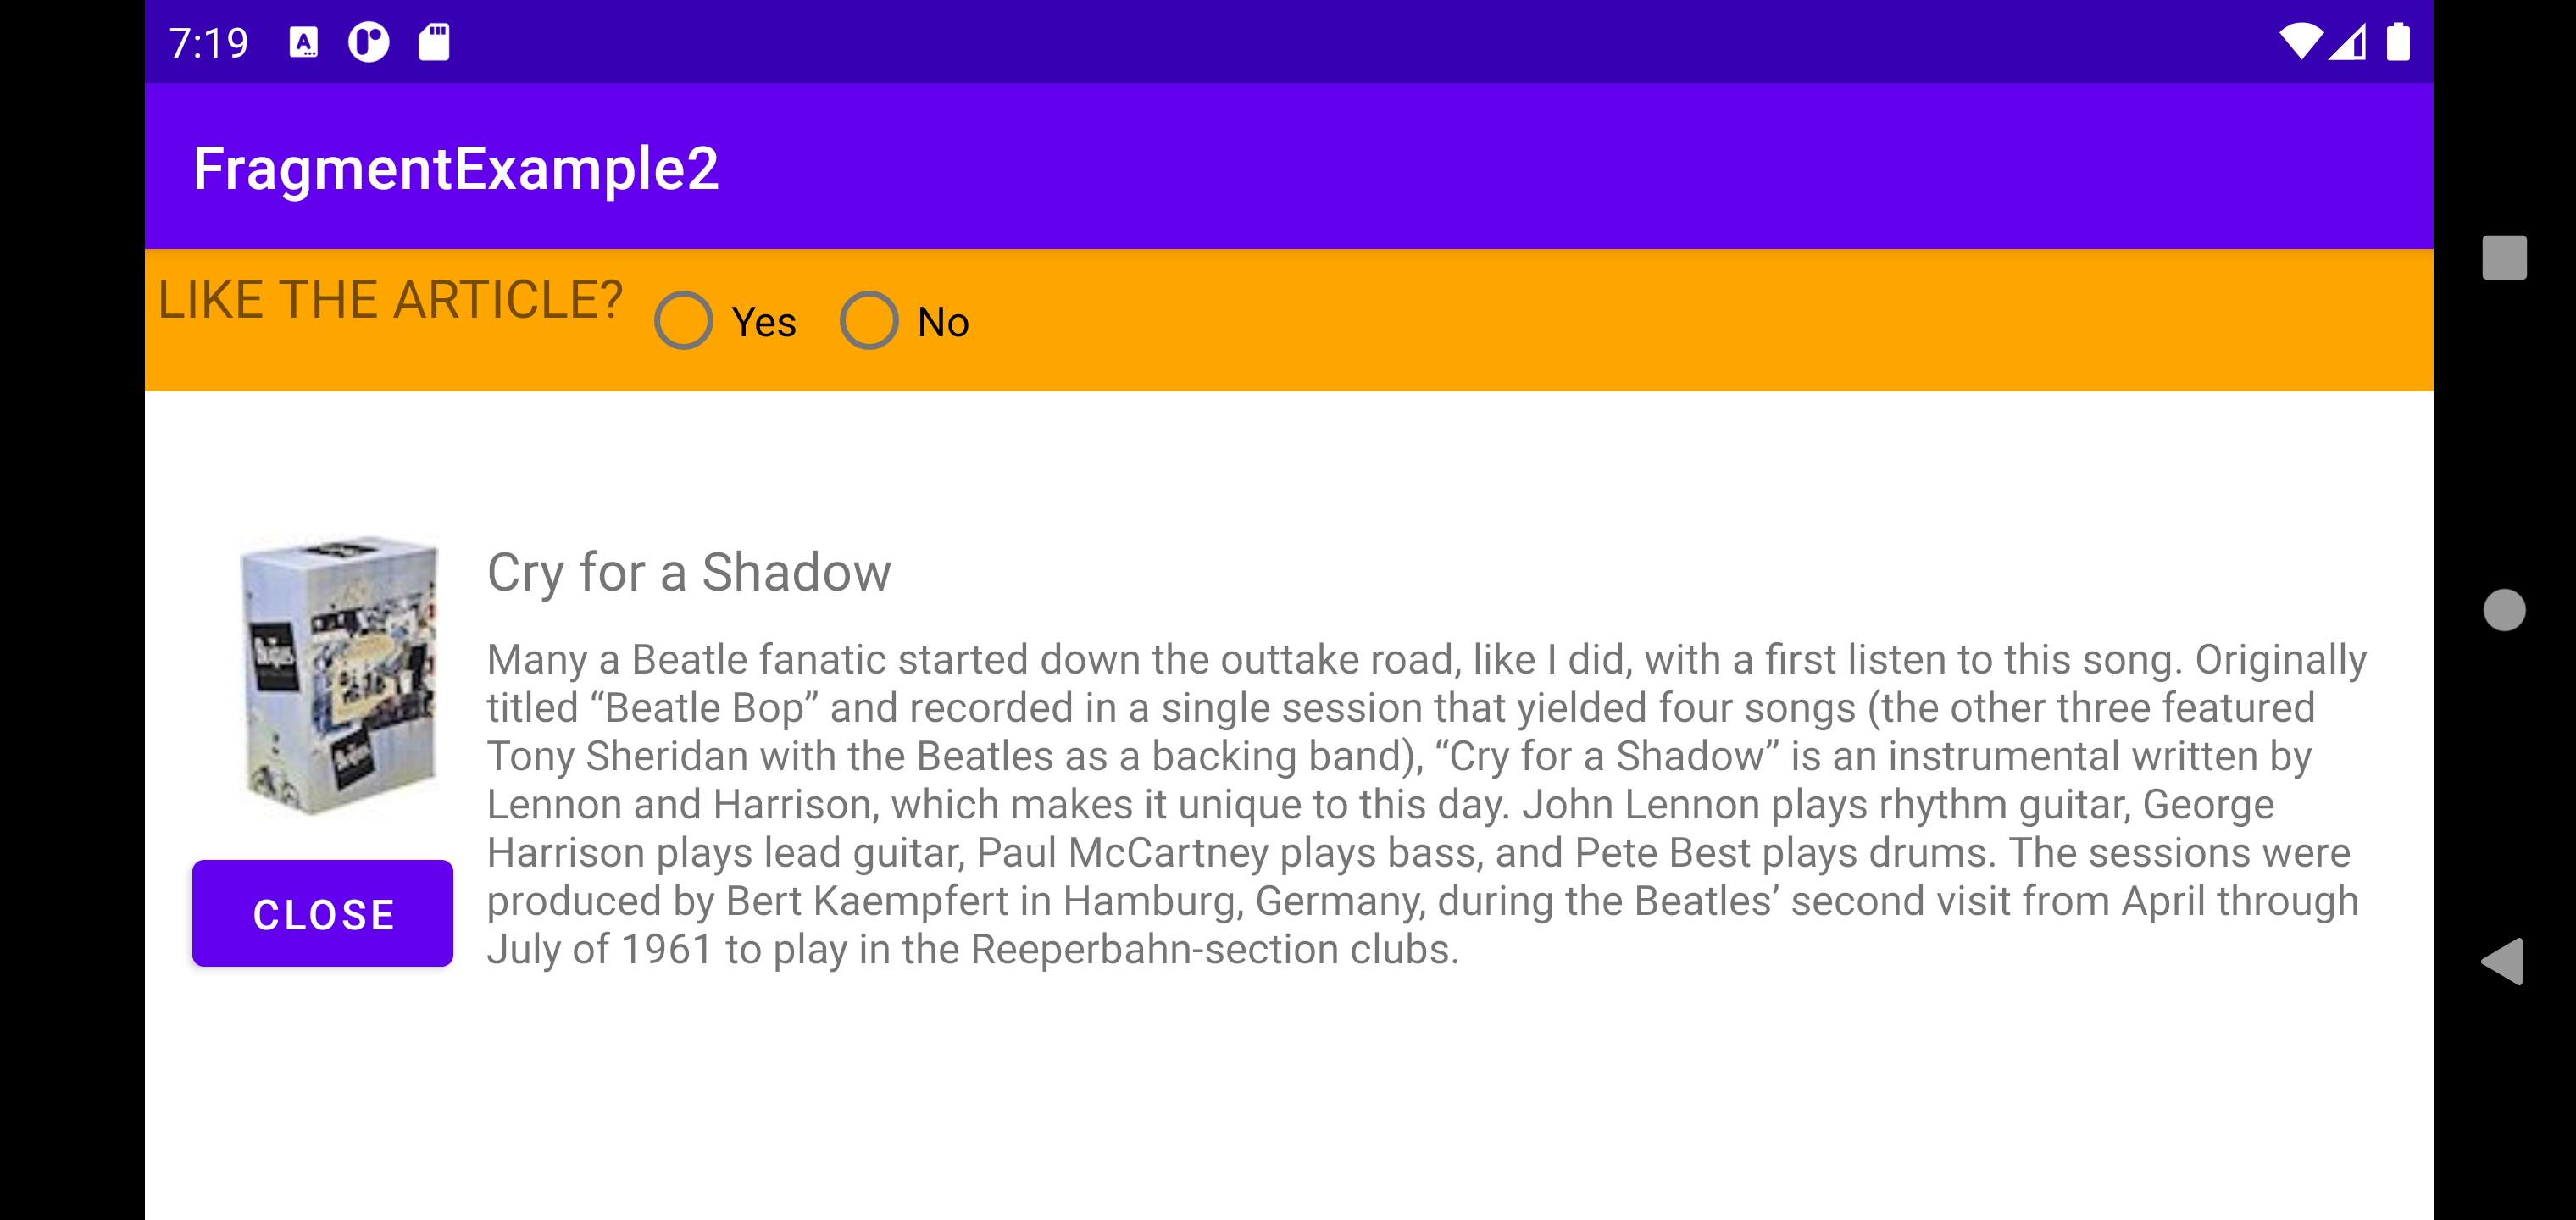 7:19
FragmentExample2
LIKE THE ARTICLE?
Yes
No
Cry for a Shadow
Many a Beatle fanatic started down the outtake road, like I did, with a first listen to this song. Originally
titled “Beatle Bop” and recorded in a single session that yielded four songs (the other three featured
Tony Sheridan with the Beatles as a backing band), “Cry for a Shadow” is an instrumental written by
Lennon and Harrison, which makes it unique to this day. John Lennon plays rhythm guitar, George
Harrison plays lead guitar, Paul McCartney plays bass, and Pete Best plays drums. The sessions were
produced by Bert Kaempfert in Hamburg, Germany, during the Beatles’ second visit from April through
July of 1961 to play in the Reeperbahn-section clubs.
CLOSE